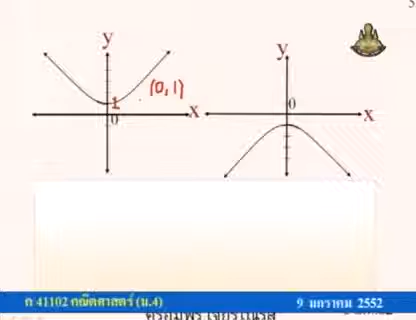 5
y
y
(0,1)
1
0
x
0
x
ค 41102 คณิตศาสตร์ (ม.4)
9 มกราคม 2552